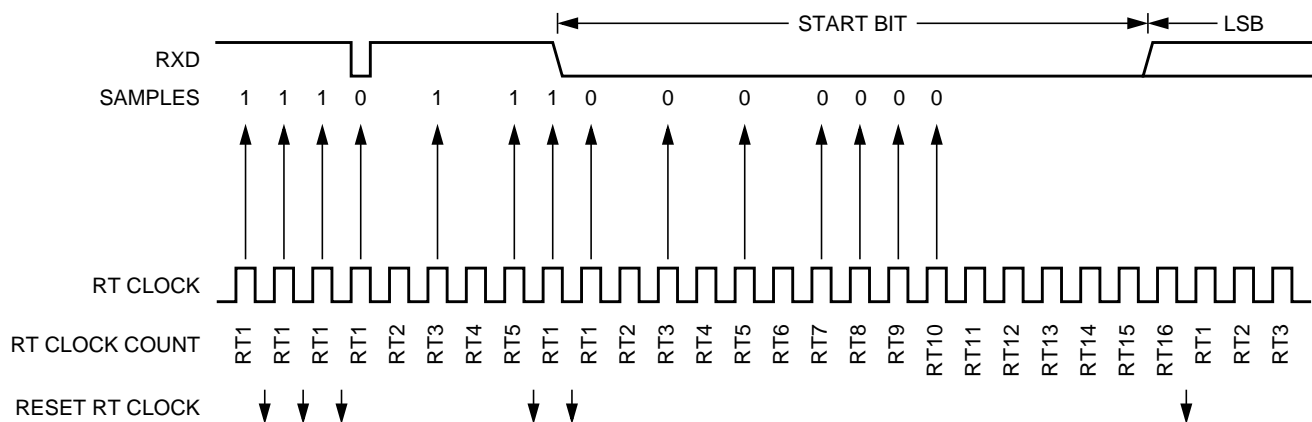 START BIT LSB
RXD
SAMPLES 1 1 1 0 1 1 1 0 0 0 0 0 0 0
RT CLOCK
RT CLOCK COUNT RT1 RT1 RT1 RT1 RT2 RT3 RT4 RT5 RT1 RT1 RT2 RT3 RT4 RT5 RT6 RT7 RT8 RT9 RT10 RT11 RT12 RT13 RT14 RT15 RT16 RT1 RT2 RT3
RESET RT CLOCK